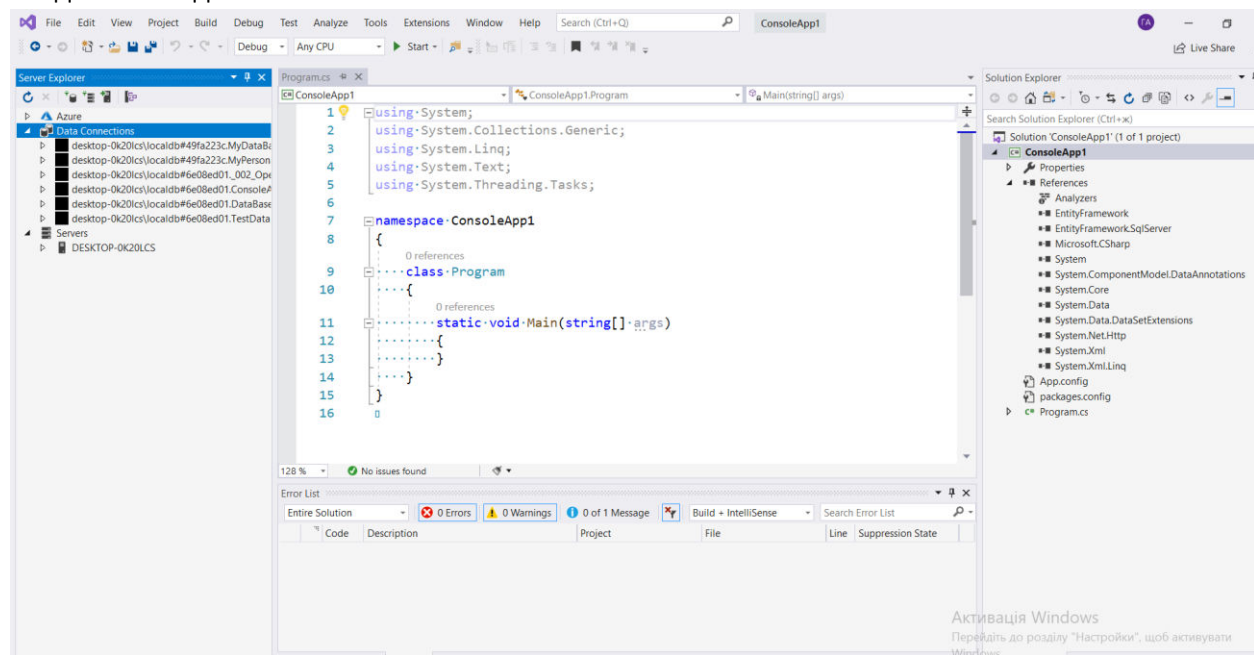 File Edit View Project Build Debug Test Analyze Tools Extensions Window Help Search (Ctrl+Q) ConsoleApp1 ГА
Debug Any CPU Start Live Share
Server Explorer
Azure
Data Connections
desktop-0k20lcs\localdb#49fa223c.MyDataBa
desktop-0k20lcs\localdb#49fa223c.MyPerson
desktop-0k20lcs\localdb#6e08ed01._002_Ope
desktop-0k20lcs\localdb#6e08ed01.ConsoleA
desktop-0k20lcs\localdb#6e08ed01.DataBase
desktop-0k20lcs\localdb#6e08ed01.TestData
Servers
DESKTOP-0K20LCS
Program.cs
ConsoleApp1 ConsoleApp1.Program Main(string[] args)
1 using·System;
2 using·System.Collections.Generic;
3 using·System.Linq;
4 using·System.Text;
5 using·System.Threading.Tasks;
6
7 namespace·ConsoleApp1
8 {
0 references
9 ····class·Program
10 ····{
0 references
11 ········static·void·Main(string[]·args)
12 ········{
13 ········}
14 ····}
15 }
16
128 % No issues found
Error List
Entire Solution 0 Errors 0 Warnings 0 of 1 Message Build + IntelliSense Search Error List
Code Description Project File Line Suppression State
Solution Explorer
Search Solution Explorer (Ctrl+ж)
Solution 'ConsoleApp1' (1 of 1 project)
ConsoleApp1
Properties
References
Analyzers
EntityFramework
EntityFramework.SqlServer
Microsoft.CSharp
System
System.ComponentModel.DataAnnotations
System.Core
System.Data
System.Data.DataSetExtensions
System.Net.Http
System.Xml
System.Xml.Linq
App.config
packages.config
C# Program.cs
Активація Windows
Перейдіть до розділу "Настройки", щоб активувати
Windows